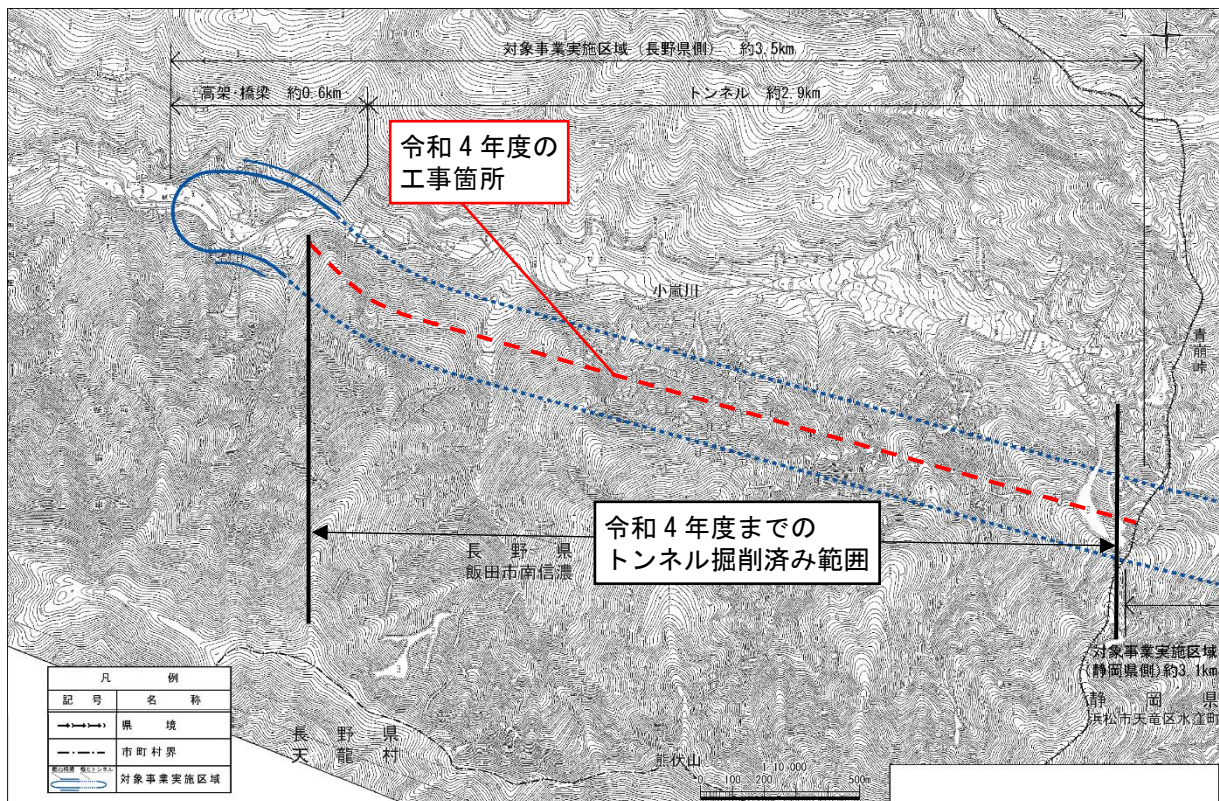 対象事業実施区域（長野県側） 約3.5km
高架・橋梁 約0.6km
トンネル 約2.9km
令和４年度の
工事箇所
小嵐川
青崩峠
令和４年度までの
トンネル掘削済み範囲
長野県
飯田市南信濃
対象事業実施区域
(静岡県側)約3.1km
静岡県
浜松市天竜区水窪町
長野県
天龍村
熊伏山
1:10,000
0 100 200 300 500m
凡例
記号 名称
県境
市町村界
対象事業実施区域